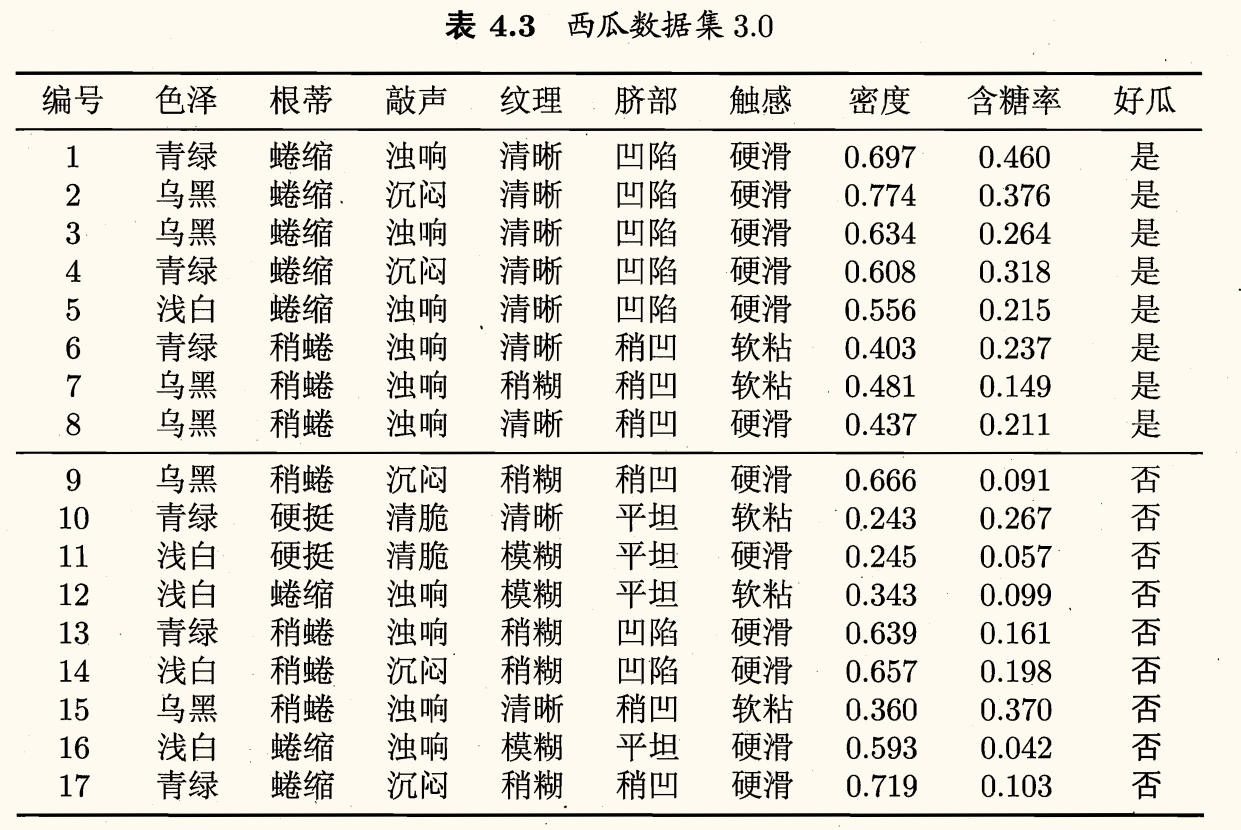 表 4.3 西瓜数据集 3.0
编号 色泽 根蒂 敲声 纹理 脐部 触感 密度 含糖率 好瓜
1 青绿 蜷缩 浊响 清晰 凹陷 硬滑 0.697 0.460 是
2 乌黑 蜷缩 沉闷 清晰 凹陷 硬滑 0.774 0.376 是
3 乌黑 蜷缩 浊响 清晰 凹陷 硬滑 0.634 0.264 是
4 青绿 蜷缩 沉闷 清晰 凹陷 硬滑 0.608 0.318 是
5 浅白 蜷缩 浊响 清晰 凹陷 硬滑 0.556 0.215 是
6 青绿 稍蜷 浊响 清晰 稍凹 软粘 0.403 0.237 是
7 乌黑 稍蜷 浊响 稍糊 稍凹 软粘 0.481 0.149 是
8 乌黑 稍蜷 浊响 清晰 稍凹 硬滑 0.437 0.211 是
9 乌黑 稍蜷 沉闷 稍糊 稍凹 硬滑 0.666 0.091 否
10 青绿 硬挺 清脆 清晰 平坦 软粘 0.243 0.267 否
11 浅白 硬挺 清脆 模糊 平坦 硬滑 0.245 0.057 否
12 浅白 蜷缩 浊响 模糊 平坦 软粘 0.343 0.099 否
13 青绿 稍蜷 浊响 稍糊 凹陷 硬滑 0.639 0.161 否
14 浅白 稍蜷 沉闷 稍糊 凹陷 硬滑 0.657 0.198 否
15 乌黑 稍蜷 浊响 清晰 稍凹 软粘 0.360 0.370 否
16 浅白 蜷缩 浊响 模糊 平坦 硬滑 0.593 0.042 否
17 青绿 蜷缩 沉闷 稍糊 稍凹 硬滑 0.719 0.103 否